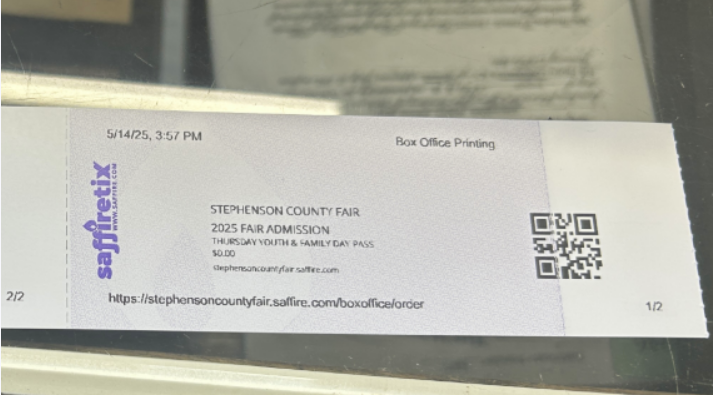 5/14/25, 3:57 PM
Box Office Printing
saffiretix
WWW.SAFFIRE.COM
STEPHENSON COUNTY FAIR
2025 FAIR ADMISSION
THURSDAY YOUTH & FAMILY DAY PASS
$0.00
stephensoncountyfair.saffire.com
2/2
https://stephensoncountyfair.saffire.com/boxoffice/order
1/2